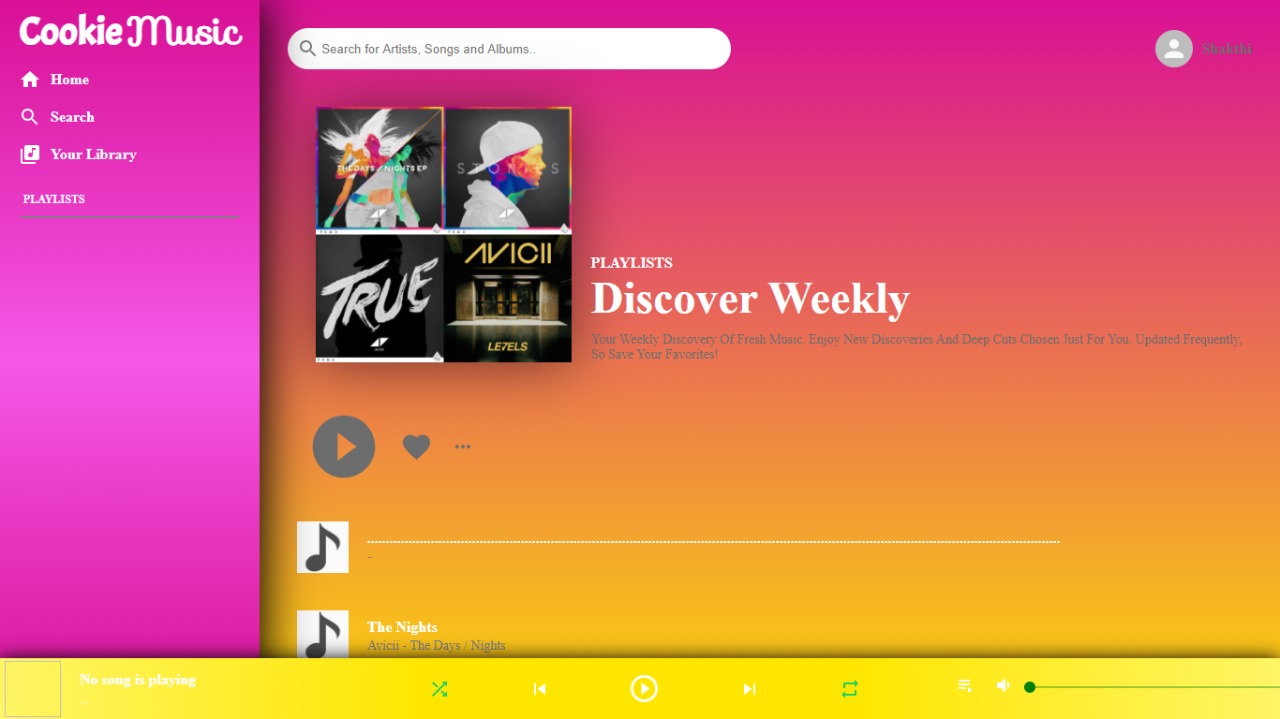 Cookie Music
Home
Search
Your Library
PLAYLISTS
Search for Artists, Songs and Albums..
Shakthi
THE DAYS / NIGHTS EP
STORIES
TRUE
AVICII
LE7ELS
PLAYLISTS
Discover Weekly
Your Weekly Discovery Of Fresh Music. Enjoy New Discoveries And Deep Cuts Chosen Just For You. Updated Frequently,
So Save Your Favorites!
-
The Nights
Avicii - The Days / Nights
No song is playing